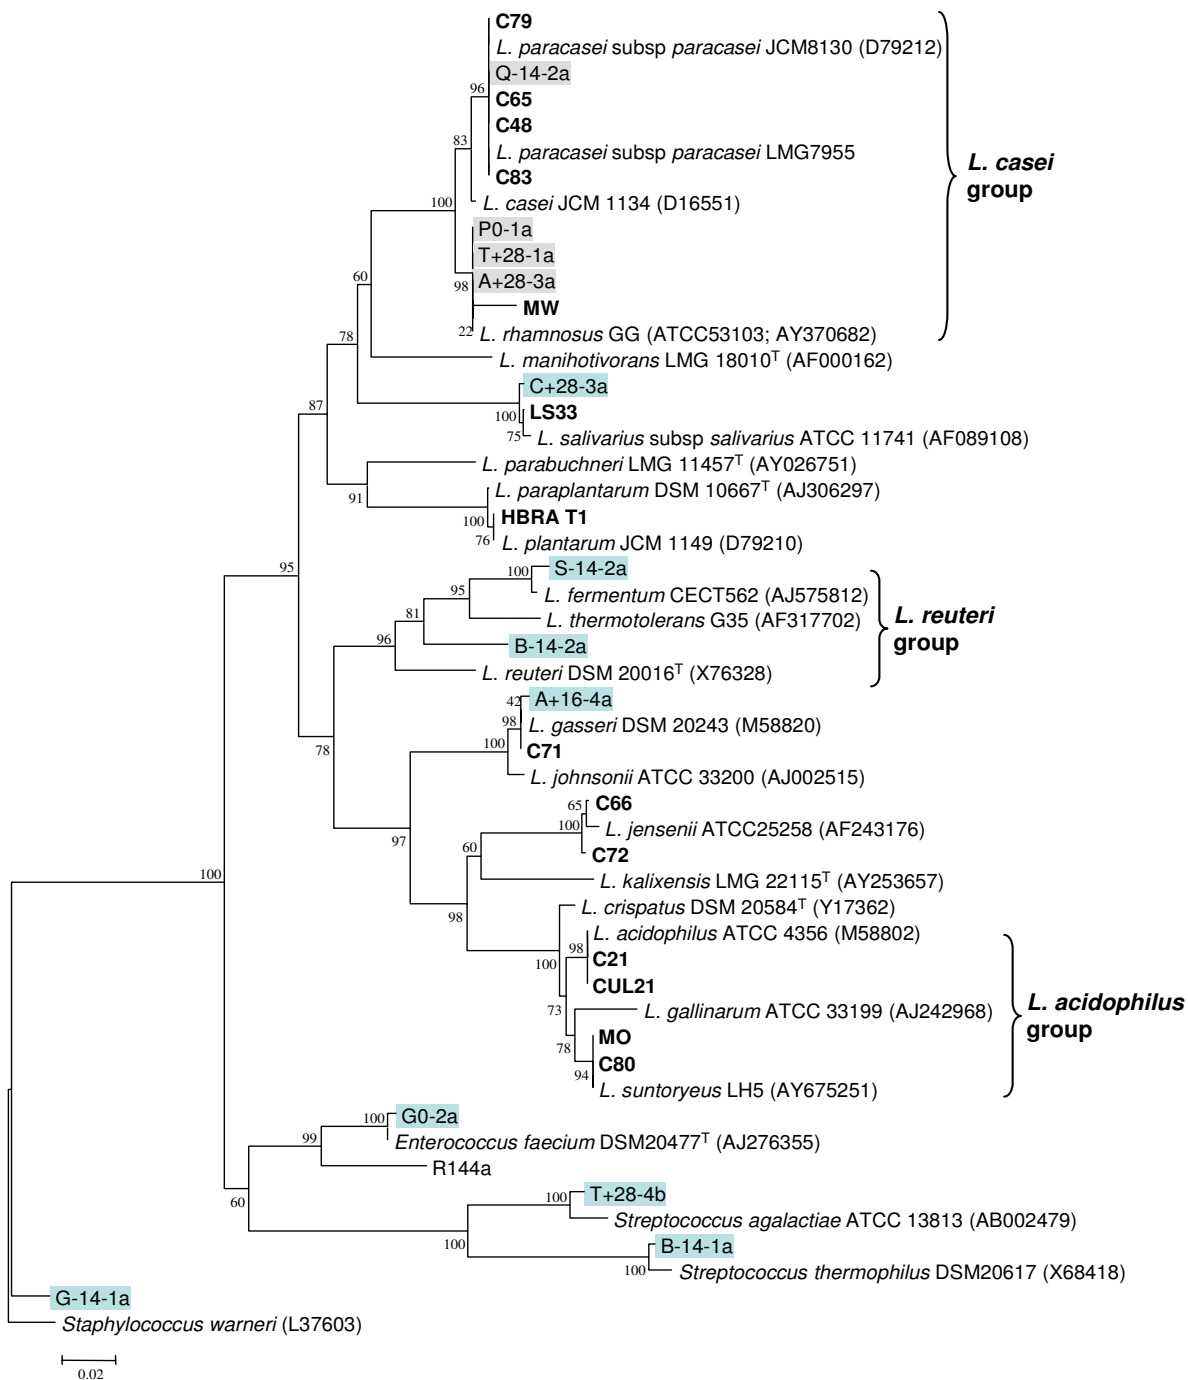 C79
L. paracasei subsp paracasei JCM8130 (D79212)
Q-14-2a
96
C65
C48
83
L. paracasei subsp paracasei LMG7955
L. casei
group
C83
100
L. casei JCM 1134 (D16551)
P0-1a
T+28-1a
60
A+28-3a
98
MW
22
L. rhamnosus GG (ATCC53103; AY370682)
78
L. manihotivorans LMG 18010T (AF000162)
C+28-3a
87
100
LS33
75
L. salivarius subsp salivarius ATCC 11741 (AF089108)
L. parabuchneri LMG 11457T (AY026751)
91
L. paraplantarum DSM 10667T (AJ306297)
100
HBRA T1
76
L. plantarum JCM 1149 (D79210)
95
100
S-14-2a
95
L. fermentum CECT562 (AJ575812)
81
L. thermotolerans G35 (AF317702)
L. reuteri
group
96
B-14-2a
L. reuteri DSM 20016T (X76328)
42
A+16-4a
98
L. gasseri DSM 20243 (M58820)
78
100
C71
L. johnsonii ATCC 33200 (AJ002515)
65
C66
100
L. jensenii ATCC25258 (AF243176)
97
60
C72
100
L. kalixensis LMG 22115T (AY253657)
98
L. crispatus DSM 20584T (Y17362)
L. acidophilus ATCC 4356 (M58802)
98
100
C21
CUL21
73
L. gallinarum ATCC 33199 (AJ242968)
L. acidophilus
group
MO
78
C80
94
L. suntoryeus LH5 (AY675251)
100
G0-2a
99
Enterococcus faecium DSM20477T (AJ276355)
R144a
60
100
T+28-4b
Streptococcus agalactiae ATCC 13813 (AB002479)
100
B-14-1a
100
Streptococcus thermophilus DSM20617 (X68418)
G-14-1a
Staphylococcus warneri (L37603)
0.02